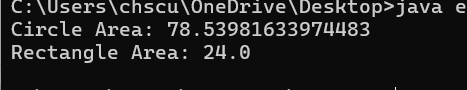 C:\Users\chscu\OneDrive\Desktop>java e
Circle Area: 78.53981633974483
Rectangle Area: 24.0